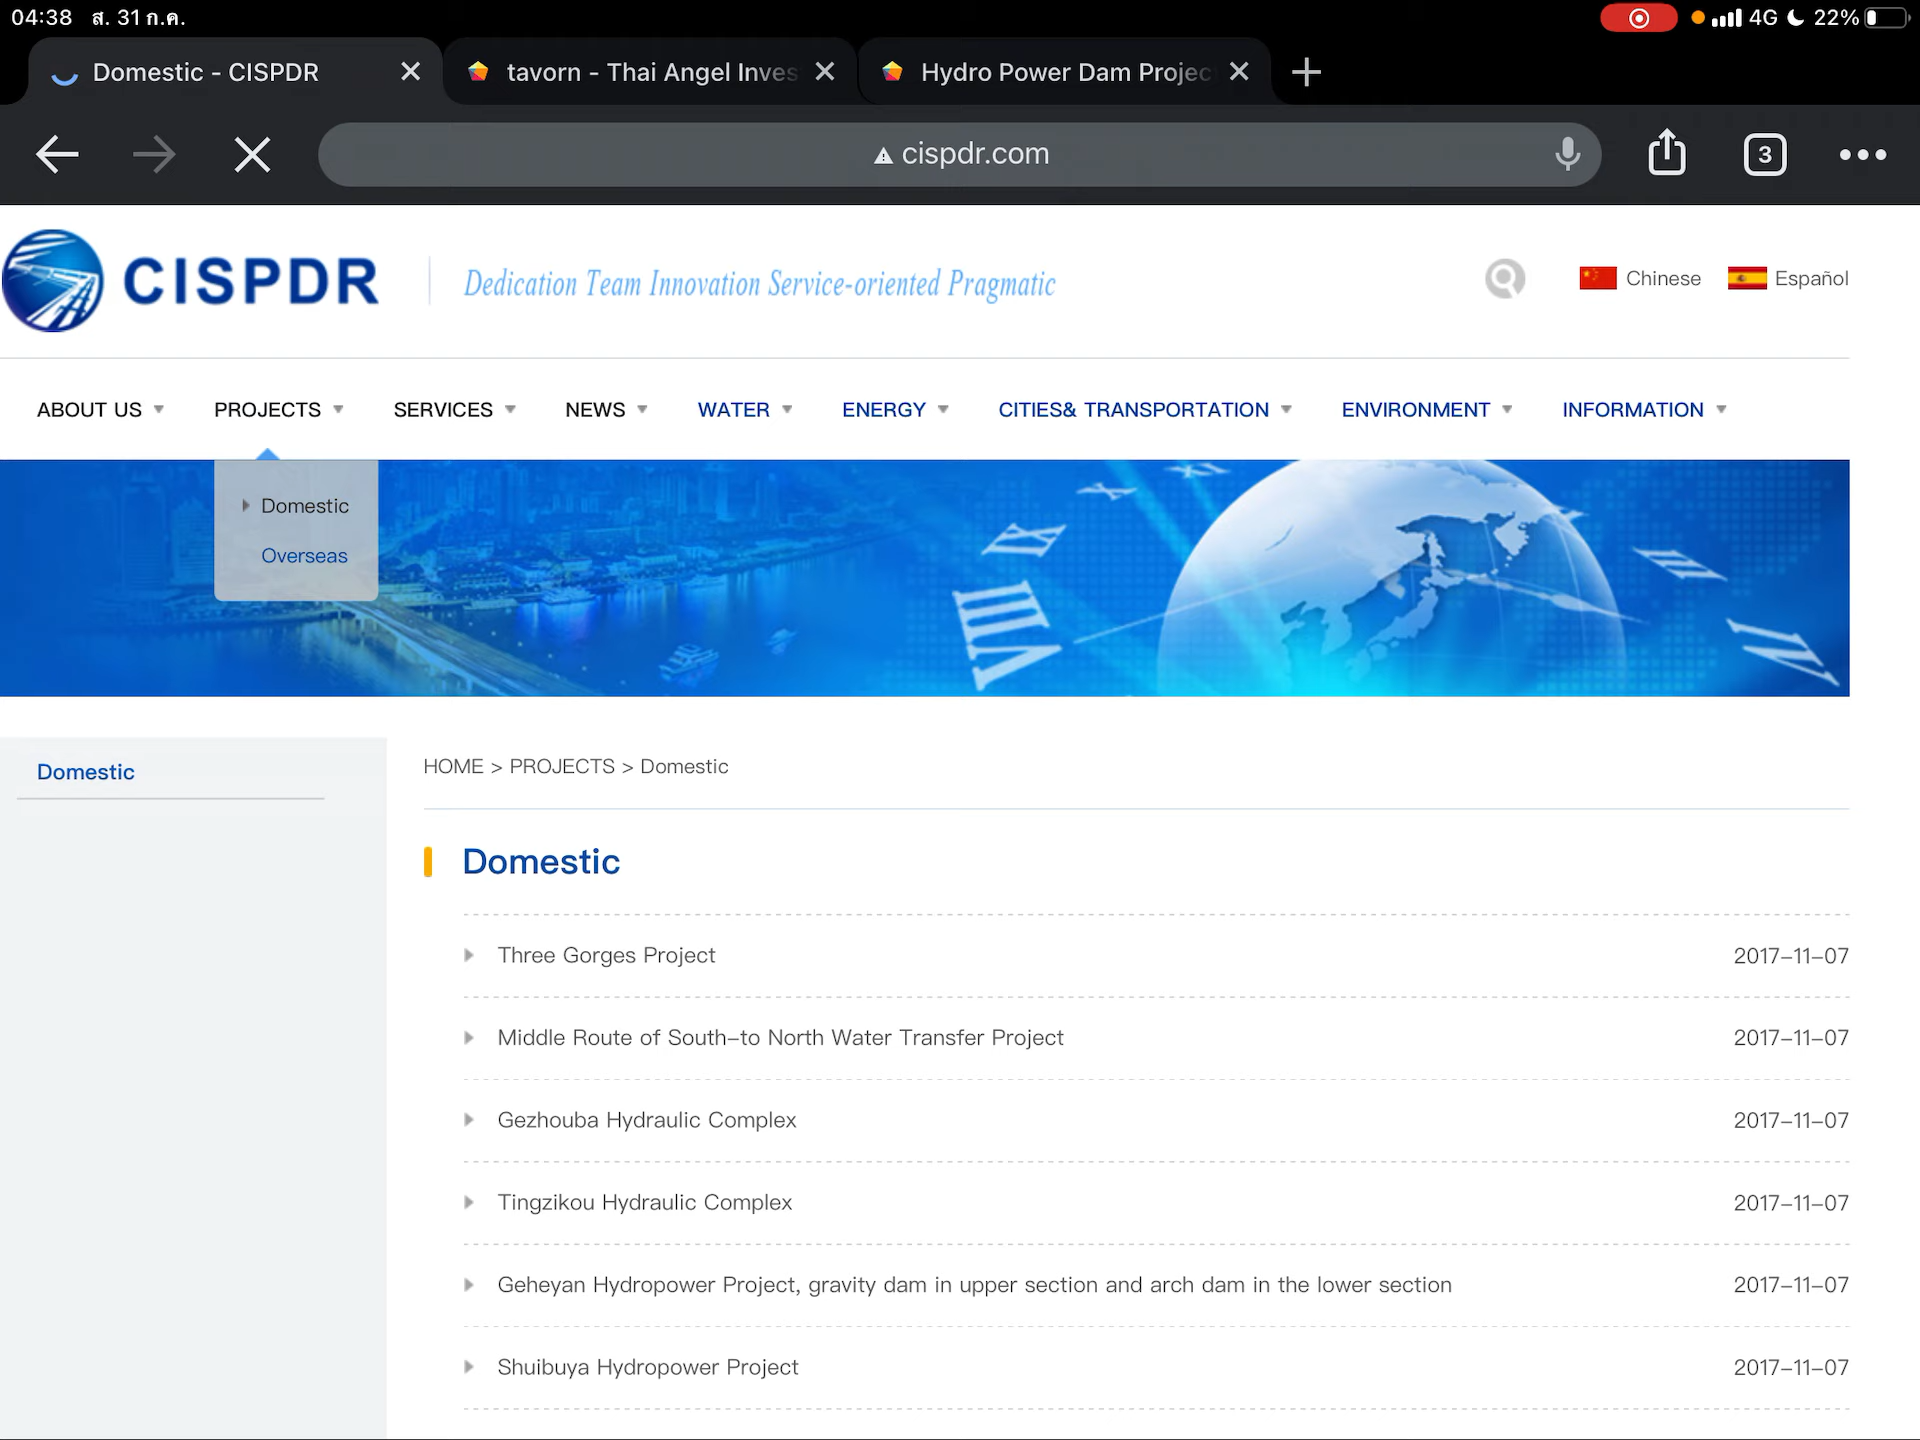 04:38 ส. 31 ก.ค. 4G 22%
Domestic - CISPDR
tavorn - Thai Angel Inves
Hydro Power Dam Projec
cispdr.com
3
CISPDR
Dedication Team Innovation Service-oriented Pragmatic
Chinese
Español
ABOUT US PROJECTS SERVICES NEWS WATER ENERGY CITIES& TRANSPORTATION ENVIRONMENT INFORMATION
Domestic
Overseas
VIII
Domestic
HOME > PROJECTS > Domestic
Domestic
Three Gorges Project 2017-11-07
Middle Route of South-to North Water Transfer Project 2017-11-07
Gezhouba Hydraulic Complex 2017-11-07
Tingzikou Hydraulic Complex 2017-11-07
Geheyan Hydropower Project, gravity dam in upper section and arch dam in the lower section 2017-11-07
Shuibuya Hydropower Project 2017-11-07